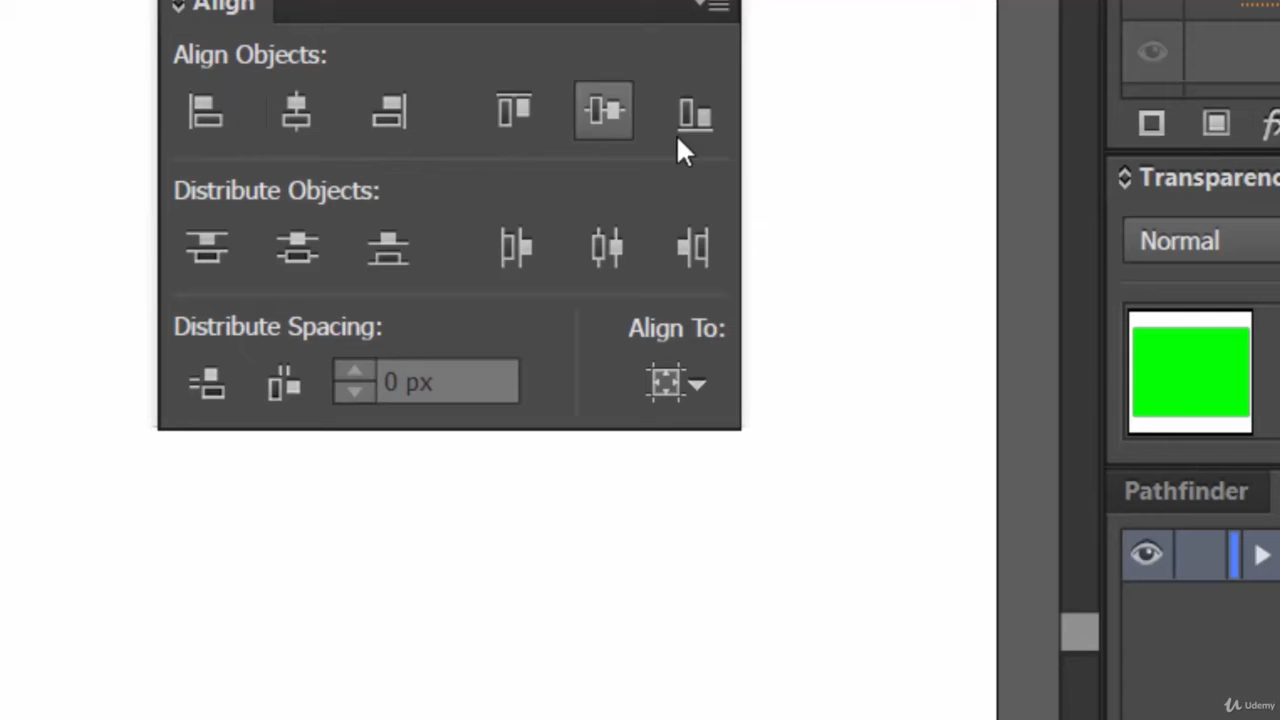 Align
Align Objects:
Distribute Objects:
Distribute Spacing:
Align To:
0 px
Transparenc
Normal
Pathfinder
Udemy